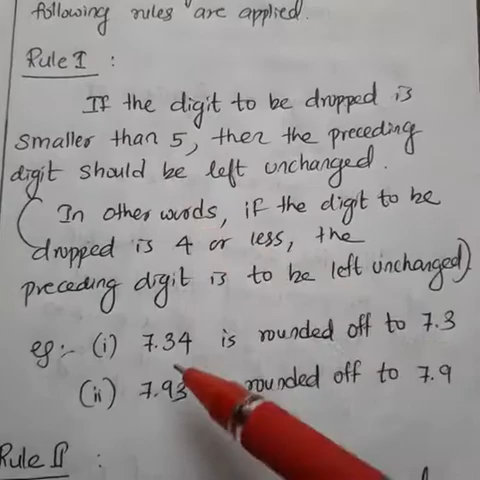 following rules are applied.
Rule I :
If the digit to be dropped is
smaller than 5, then the preceding
digit should be left unchanged.
(In other words, if the digit to be
dropped is 4 or less, the
preceding digit is to be left unchanged)
eg:- (i) 7.34 is rounded off to 7.3
(ii) 7.93 rounded off to 7.9
Rule II :